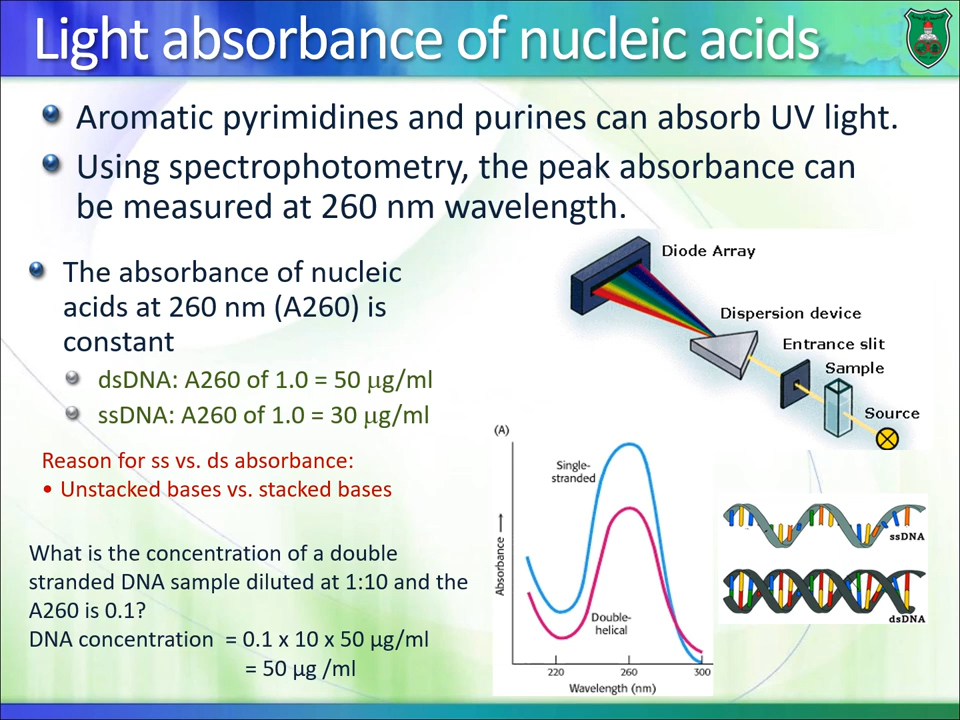 Light absorbance of nucleic acids
Aromatic pyrimidines and purines can absorb UV light.
Using spectrophotometry, the peak absorbance can
be measured at 260 nm wavelength.
The absorbance of nucleic
acids at 260 nm (A260) is
constant
dsDNA: A260 of 1.0 = 50 µg/ml
ssDNA: A260 of 1.0 = 30 µg/ml
Reason for ss vs. ds absorbance:
• Unstacked bases vs. stacked bases
What is the concentration of a double
stranded DNA sample diluted at 1:10 and the
A260 is 0.1?
DNA concentration = 0.1 x 10 x 50 µg/ml
= 50 µg /ml
Diode Array
Dispersion device
Entrance slit
Sample
Source
(A)
Single-
stranded
Absorbance →
Double-
helical
220 260 300
Wavelength (nm)
ssDNA
dsDNA